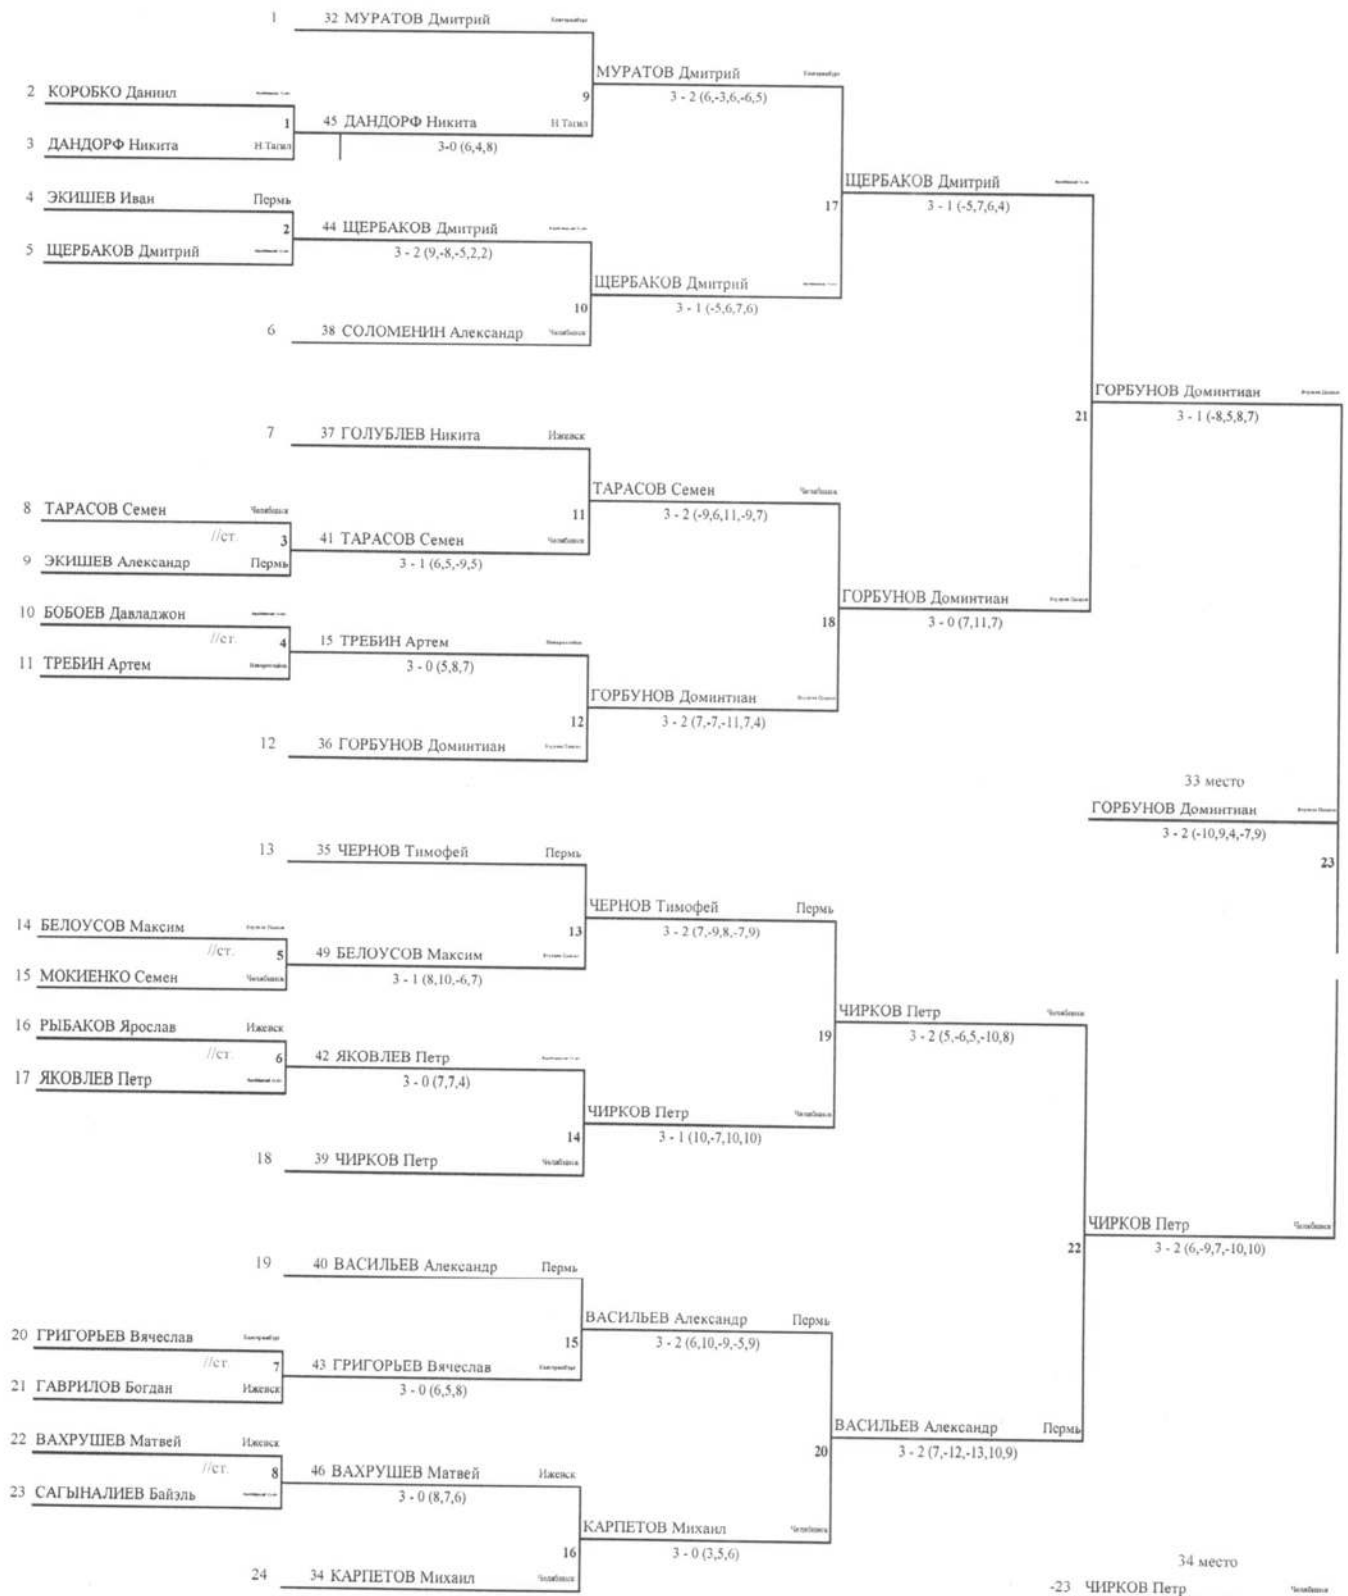 1 32 МУРАТОВ Дмитрий
МУРАТОВ Дмитрий
3 - 2 (6,-3,6,-6,5)
9
2 КОРОБКО Даниил
1
45 ДАНДОРФ Никита Н.Тагил
3-0 (6,4,8)
3 ДАНДОРФ Никита Н.Тагил
ЩЕРБАКОВ Дмитрий
3 - 1 (-5,7,6,4)
17
4 ЭКИШЕВ Иван Пермь
2
44 ЩЕРБАКОВ Дмитрий
3 - 2 (9,-8,-5,2,2)
5 ЩЕРБАКОВ Дмитрий
ЩЕРБАКОВ Дмитрий
3 - 1 (-5,6,7,6)
10
6 38 СОЛОМЕНИН Александр Челябинск
ГОРБУНОВ Доминтиан
3 - 1 (-8,5,8,7)
21
7 37 ГОЛУБЛЕВ Никита Ижевск
ТАРАСОВ Семен Челябинск
3 - 2 (-9,6,11,-9,7)
11
8 ТАРАСОВ Семен Челябинск
//ст. 3
41 ТАРАСОВ Семен Челябинск
3 - 1 (6,5,-9,5)
9 ЭКИШЕВ Александр Пермь
ГОРБУНОВ Доминтиан
3 - 0 (7,11,7)
18
10 БОБОЕВ Давладжон
//ст. 4
15 ТРЕБИН Артем
3 - 0 (5,8,7)
11 ТРЕБИН Артем
ГОРБУНОВ Доминтиан
3 - 2 (7,-7,-11,7,4)
12
12 36 ГОРБУНОВ Доминтиан
33 место
ГОРБУНОВ Доминтиан
3 - 2 (-10,9,4,-7,9)
23
13 35 ЧЕРНОВ Тимофей Пермь
ЧЕРНОВ Тимофей Пермь
3 - 2 (7,-9,8,-7,9)
13
14 БЕЛОУСОВ Максим
//ст. 5
49 БЕЛОУСОВ Максим
3 - 1 (8,10,-6,7)
15 МОКИЕНКО Семен Челябинск
ЧИРКОВ Петр Челябинск
3 - 2 (5,-6,5,-10,8)
19
16 РЫБАКОВ Ярослав Ижевск
//ст. 6
42 ЯКОВЛЕВ Петр
3 - 0 (7,7,4)
17 ЯКОВЛЕВ Петр
ЧИРКОВ Петр Челябинск
3 - 1 (10,-7,10,10)
14
18 39 ЧИРКОВ Петр Челябинск
ЧИРКОВ Петр Челябинск
3 - 2 (6,-9,7,-10,10)
22
19 40 ВАСИЛЬЕВ Александр Пермь
ВАСИЛЬЕВ Александр Пермь
3 - 2 (6,10,-9,-5,9)
15
20 ГРИГОРЬЕВ Вячеслав
//ст. 7
43 ГРИГОРЬЕВ Вячеслав
3 - 0 (6,5,8)
21 ГАВРИЛОВ Богдан Ижевск
ВАСИЛЬЕВ Александр Пермь
3 - 2 (7,-12,-13,10,9)
20
22 ВАХРУШЕВ Матвей Ижевск
//ст. 8
46 ВАХРУШЕВ Матвей Ижевск
3 - 0 (8,7,6)
23 САГЫНАЛИЕВ Байэль
КАРПЕТОВ Михаил Челябинск
3 - 0 (3,5,6)
16
24 34 КАРПЕТОВ Михаил Челябинск
34 место
-23 ЧИРКОВ Петр Челябинск